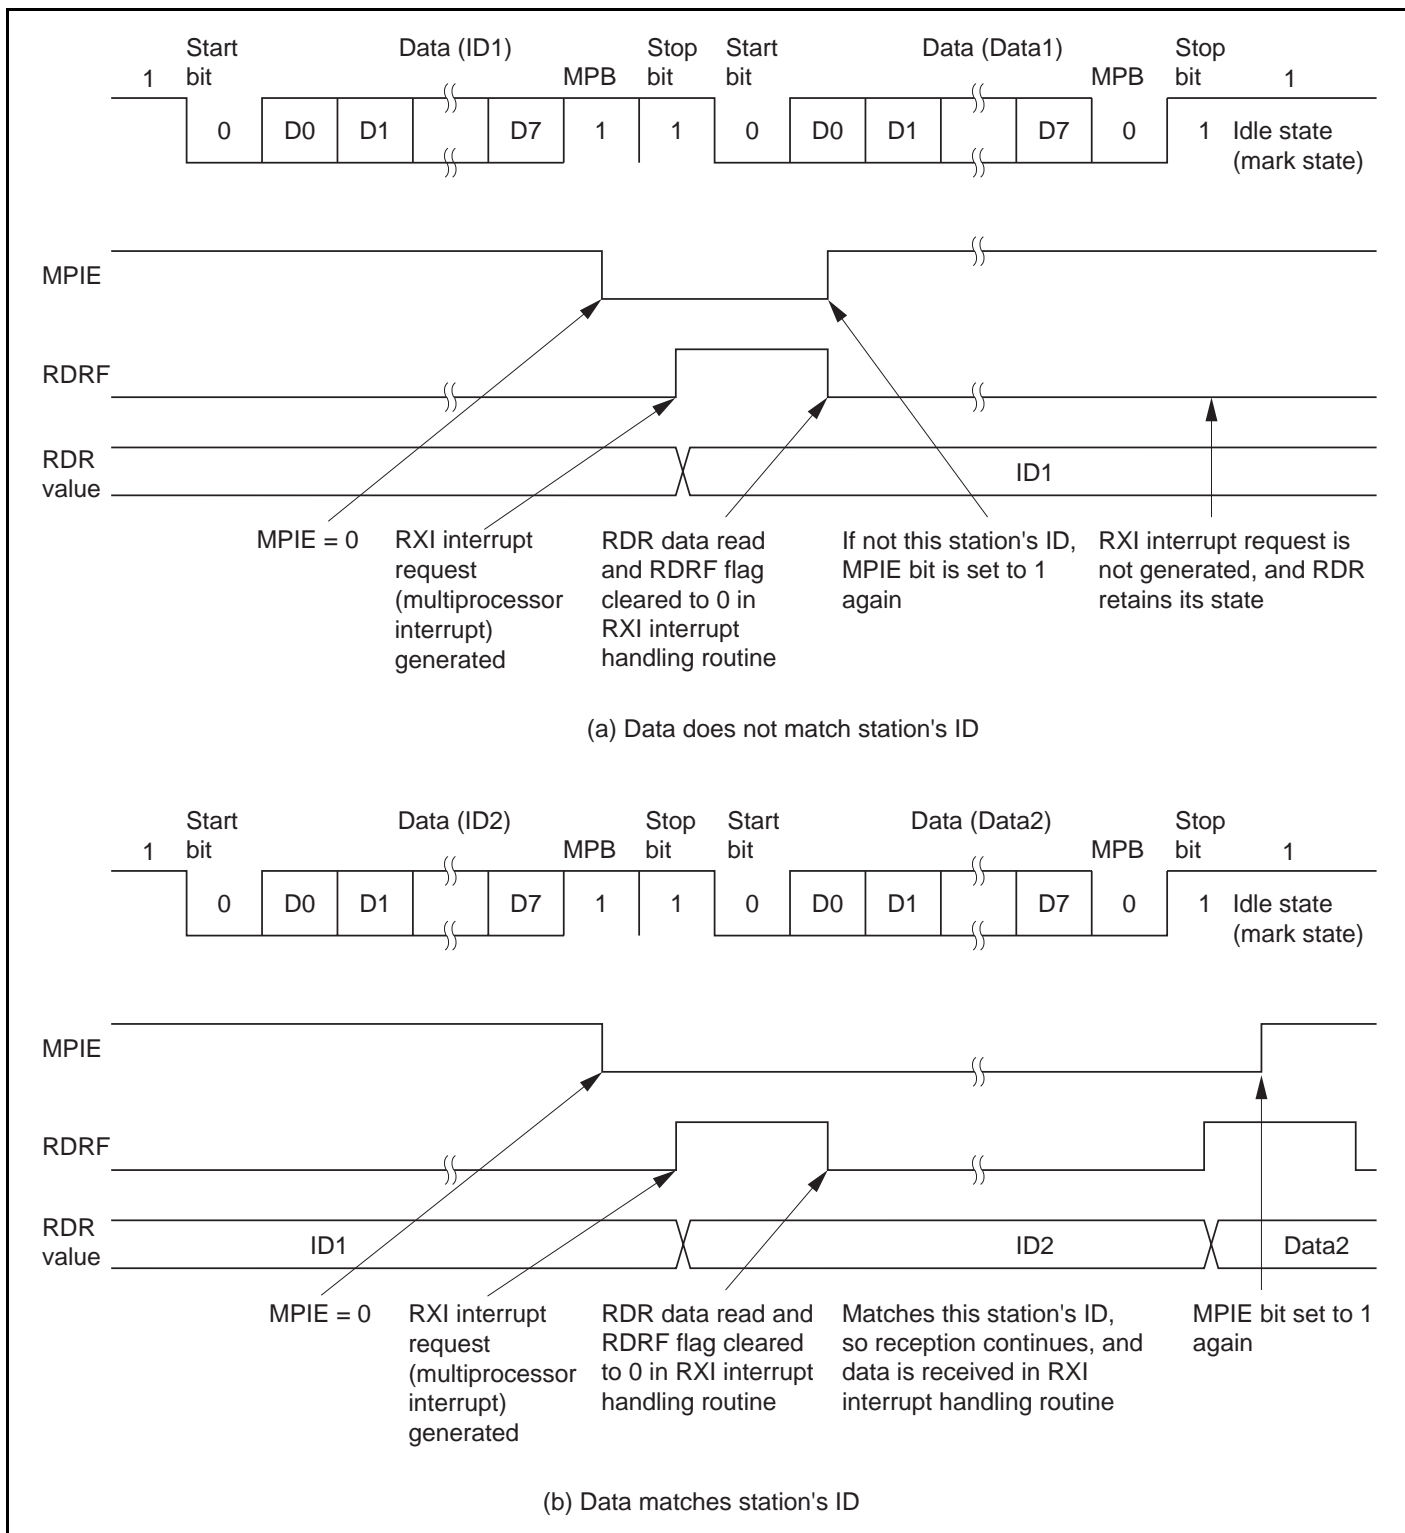 Start Data (ID1) Stop Start Data (Data1) Stop
1 bit MPB bit bit MPB bit 1
0 D0 D1 D7 1 1 0 D0 D1 D7 0 1 Idle state
(mark state)
MPIE
RDRF
RDR
value
ID1
MPIE = 0
RXI interrupt
request
(multiprocessor
interrupt)
generated
RDR data read
and RDRF flag
cleared to 0 in
RXI interrupt
handling routine
If not this station's ID,
MPIE bit is set to 1
again
RXI interrupt request is
not generated, and RDR
retains its state
(a) Data does not match station's ID
Start Data (ID2) Stop Start Data (Data2) Stop
1 bit MPB bit bit MPB bit 1
0 D0 D1 D7 1 1 0 D0 D1 D7 0 1 Idle state
(mark state)
MPIE
RDRF
RDR
value
ID1 ID2 Data2
MPIE = 0
RXI interrupt
request
(multiprocessor
interrupt)
generated
RDR data read and
RDRF flag cleared
to 0 in RXI interrupt
handling routine
Matches this station's ID,
so reception continues, and
data is received in RXI
interrupt handling routine
MPIE bit set to 1
again
(b) Data matches station's ID